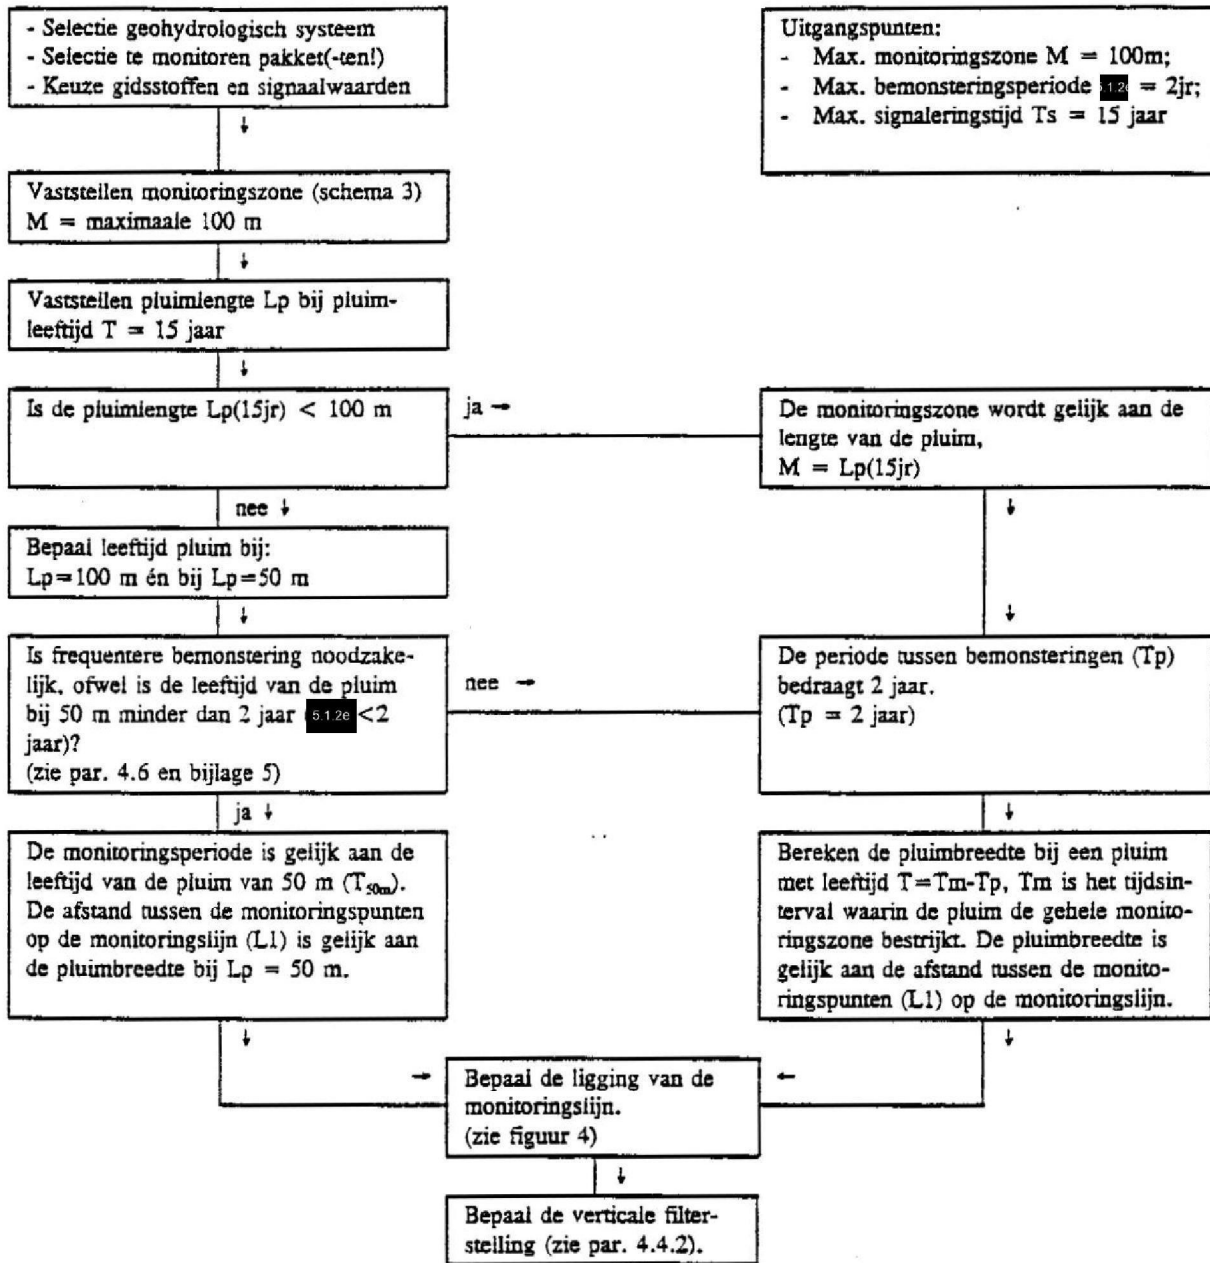 - Selectie geohydrologisch systeem
- Selectie te monitoren pakket(-ten!)
- Keuze gidsstoffen en signaalwaarden
Uitgangspunten:
- Max. monitoringszone M = 100m;
- Max. bemonsteringsperiode 5.1.2e = 2jr;
- Max. signaleringstijd Ts = 15 jaar
↓
Vaststellen monitoringszone (schema 3)
M = maximaale 100 m
↓
Vaststellen pluimlengte Lp bij pluim-
leeftijd T = 15 jaar
↓
Is de pluimlengte Lp(15jr) < 100 m
ja →
De monitoringszone wordt gelijk aan de
lengte van de pluim,
M = Lp(15jr)
nee ↓
↓
Bepaal leeftijd pluim bij:
Lp=100 m én bij Lp=50 m
↓
↓
Is frequentere bemonstering noodzake-
lijk, ofwel is de leeftijd van de pluim
bij 50 m minder dan 2 jaar (5.1.2e <2
jaar)?
(zie par. 4.6 en bijlage 5)
nee →
De periode tussen bemonsteringen (Tp)
bedraagt 2 jaar.
(Tp = 2 jaar)
ja ↓
↓
De monitoringsperiode is gelijk aan de
leeftijd van de pluim van 50 m (T50m).
De afstand tussen de monitoringspunten
op de monitoringslijn (L1) is gelijk aan
de pluimbreedte bij Lp = 50 m.
Bereken de pluimbreedte bij een pluim
met leeftijd T=Tm-Tp, Tm is het tijdsin-
terval waarin de pluim de gehele monito-
ringszone bestrijkt. De pluimbreedte is
gelijk aan de afstand tussen de monito-
ringspunten (L1) op de monitoringslijn.
↓
↓
→
←
Bepaal de ligging van de
monitoringslijn.
(zie figuur 4)
↓
Bepaal de verticale filter-
stelling (zie par. 4.4.2).